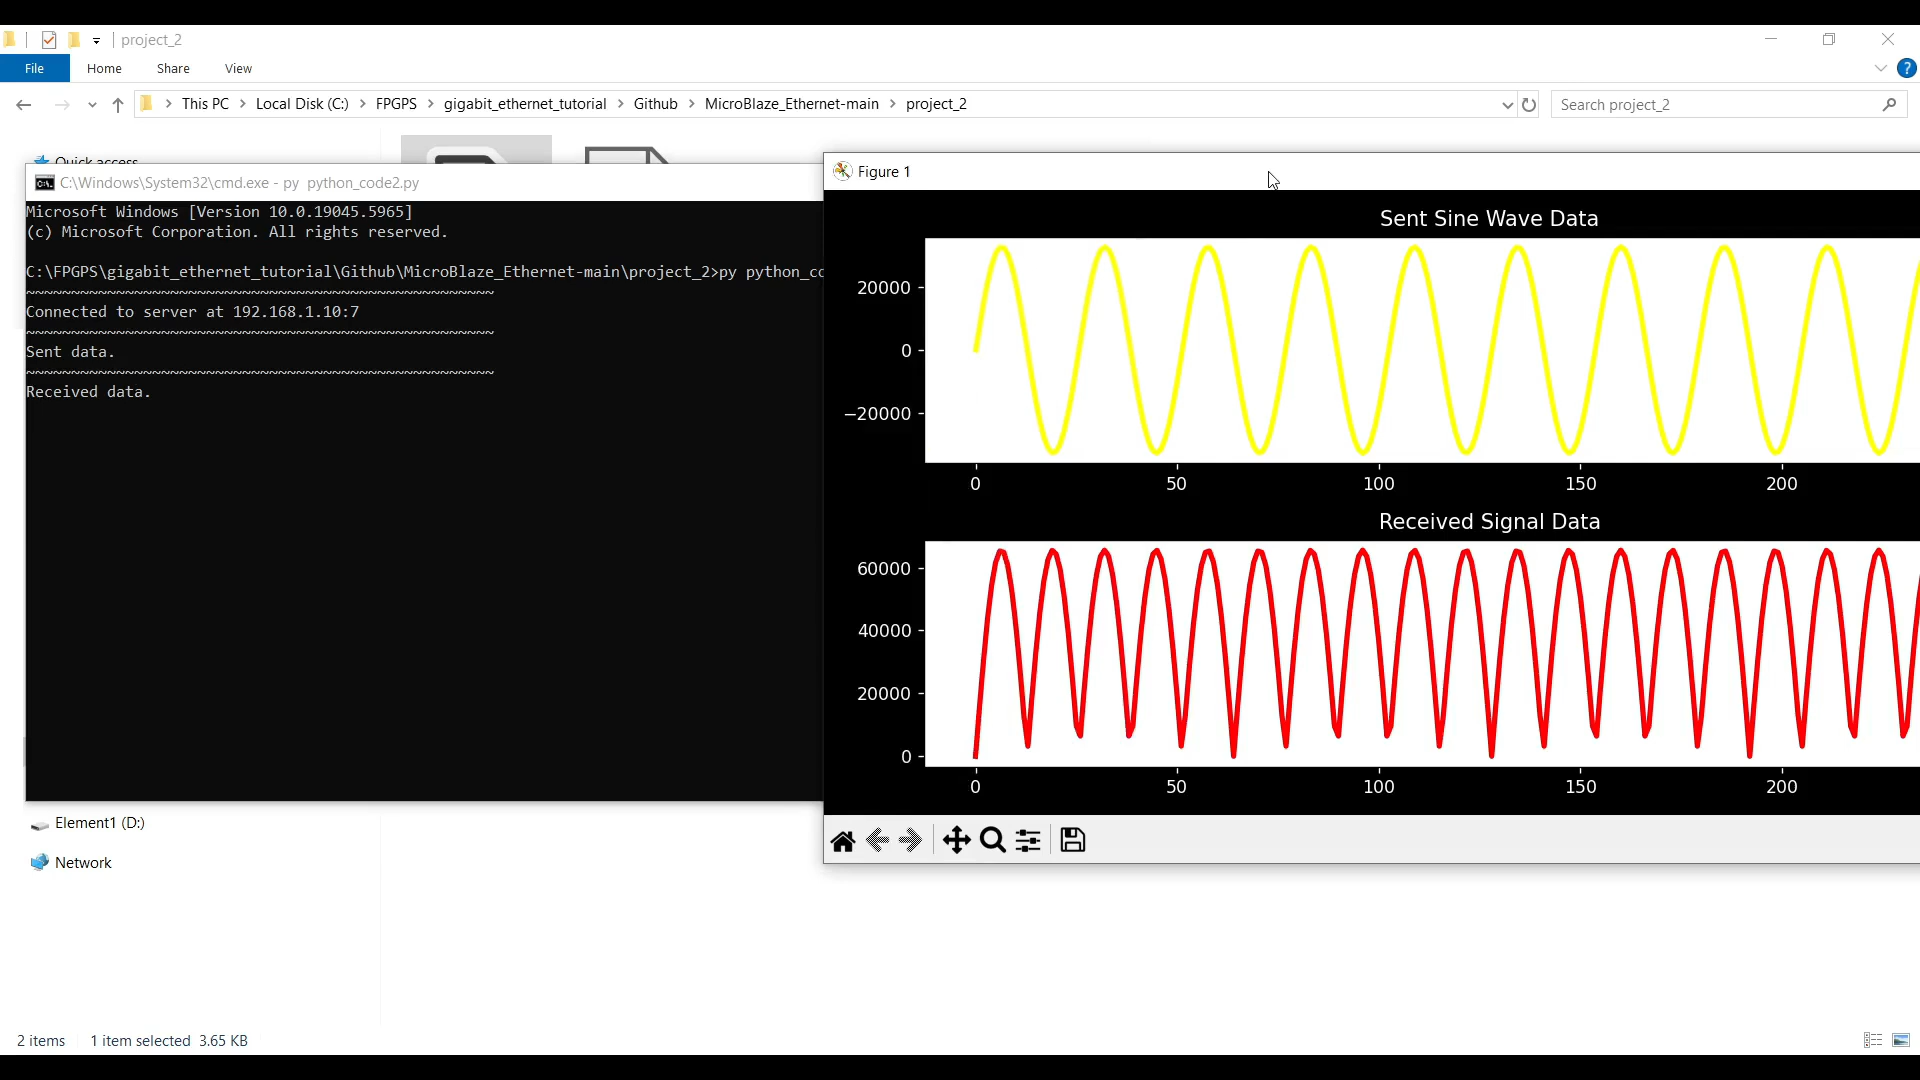 project_2
File Home Share View
This PC Local Disk (C:) FPGPS gigabit_ethernet_tutorial Github MicroBlaze_Ethernet-main project_2
Search project_2
Quick access
C:\Windows\System32\cmd.exe - py python_code2.py
Microsoft Windows [Version 10.0.19045.5965]
(c) Microsoft Corporation. All rights reserved.
C:\FPGPS\gigabit_ethernet_tutorial\Github\MicroBlaze_Ethernet-main\project_2>py python_co
~~~~~~~~~~~~~~~~~~~~~~~~~~~~~~~~~~~~~~~~~~~~~~~~~~~~
Connected to server at 192.168.1.10:7
~~~~~~~~~~~~~~~~~~~~~~~~~~~~~~~~~~~~~~~~~~~~~~~~~~~~
Sent data.
~~~~~~~~~~~~~~~~~~~~~~~~~~~~~~~~~~~~~~~~~~~~~~~~~~~~
Received data.
Figure 1
Sent Sine Wave Data
20000
0
−20000
0 50 100 150 200
Received Signal Data
60000
40000
20000
0
0 50 100 150 200
Element1 (D:)
Network
2 items 1 item selected 3.65 KB